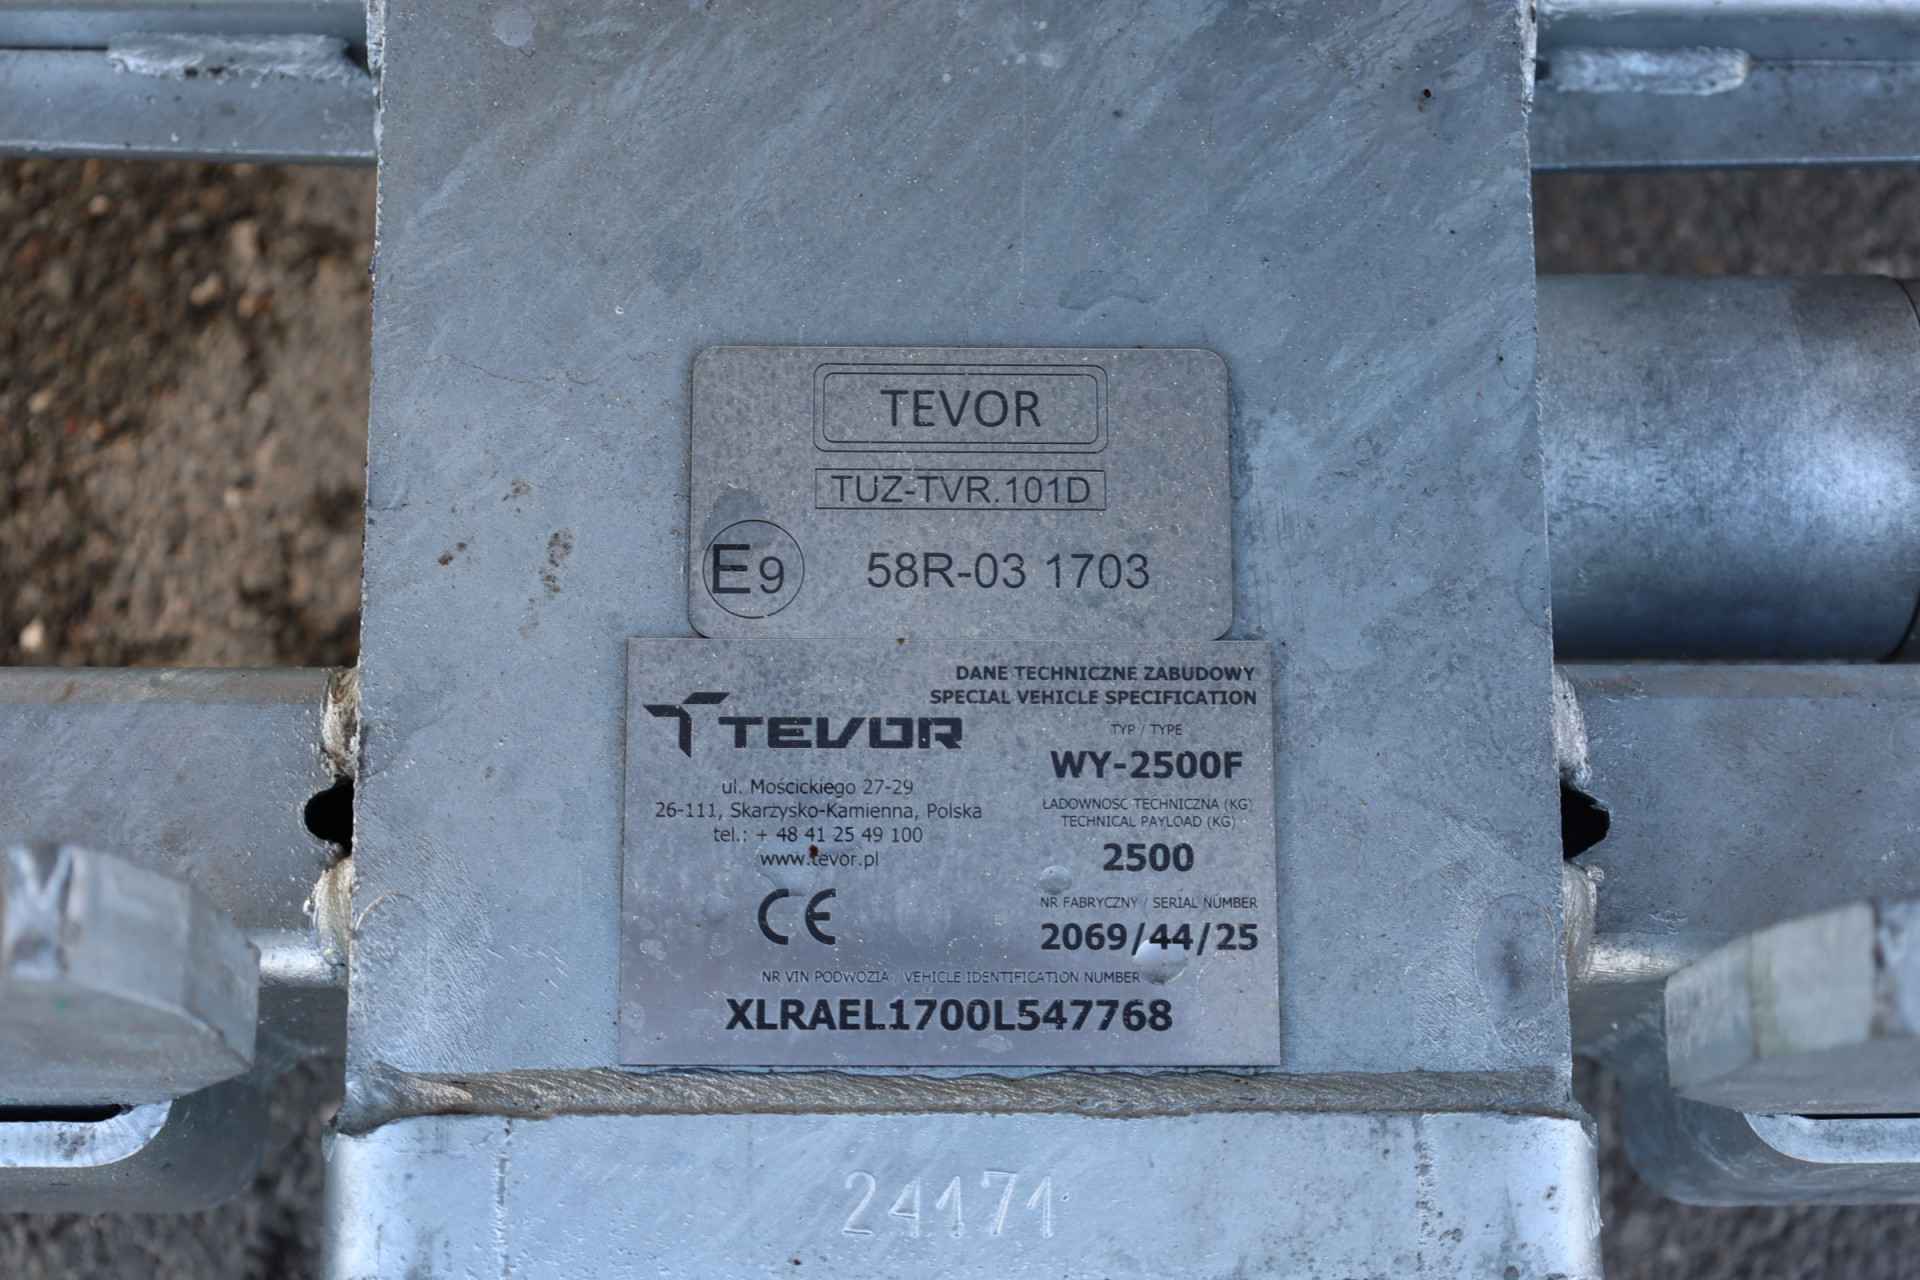 TEVOR
TUZ-TVR.101D
E9 58R-03 1703
DANE TECHNICZNE ZABUDOWY
SPECIAL VEHICLE SPECIFICATION
TEVOR
ul. Mościckiego 27-29
26-111, Skarzysko-Kamienna, Polska
tel.: + 48 41 25 49 100
www.tevor.pl
CE
TYP / TYPE
WY-2500F
ŁADOWNOŚC TECHNICZNA (KG)
TECHNICAL PAYLOAD (KG)
2500
NR FABRYCZNY / SERIAL NUMBER
2069/44/25
NR VIN PODWOZIA / VEHICLE IDENTIFICATION NUMBER
XLRAEL1700L547768
24171